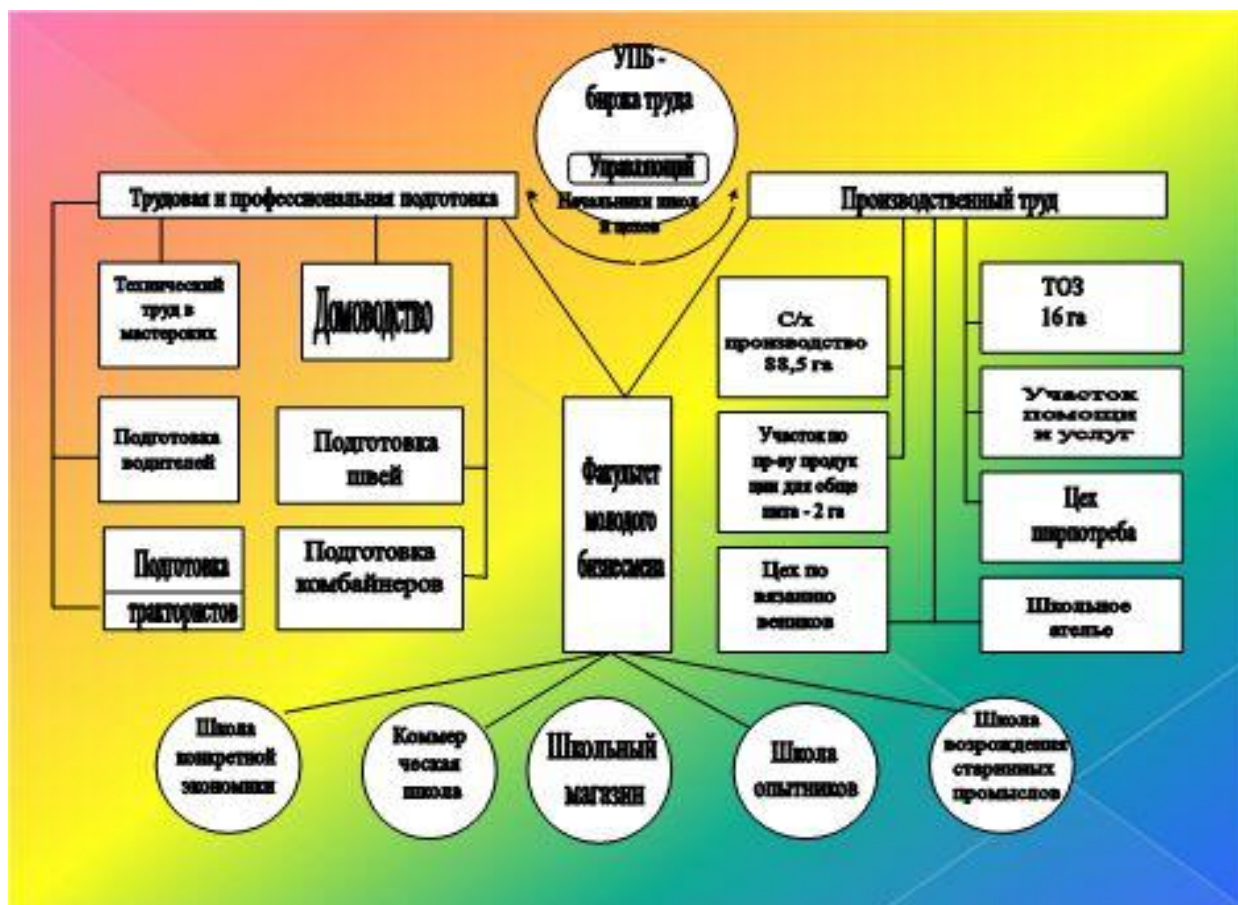 УПБ -
биржа труда
Управляющий
Начальники школ
и цехов
Трудовая и профессиональная подготовка
Производственный труд
Технический
труд в
мастерских
Домоводство
Подготовка
водителей
Подготовка
швей
Подготовка
трактористов
Подготовка
комбайнеров
Факультет
молодого
бизнесмена
С/х
производство
88,5 га
ТОЗ
16 га
Участок по
пр-ву продук
ции для обще
пита - 2 га
Участок
помощи
и услуг
Цех
ширпотреба
Цех по
вязанию
веников
Школьное
ателье
Школа
конкретной
экономики
Коммер
ческая
школа
Школьный
магазин
Школа
опытников
Школа
возрождения
старинных
промыслов